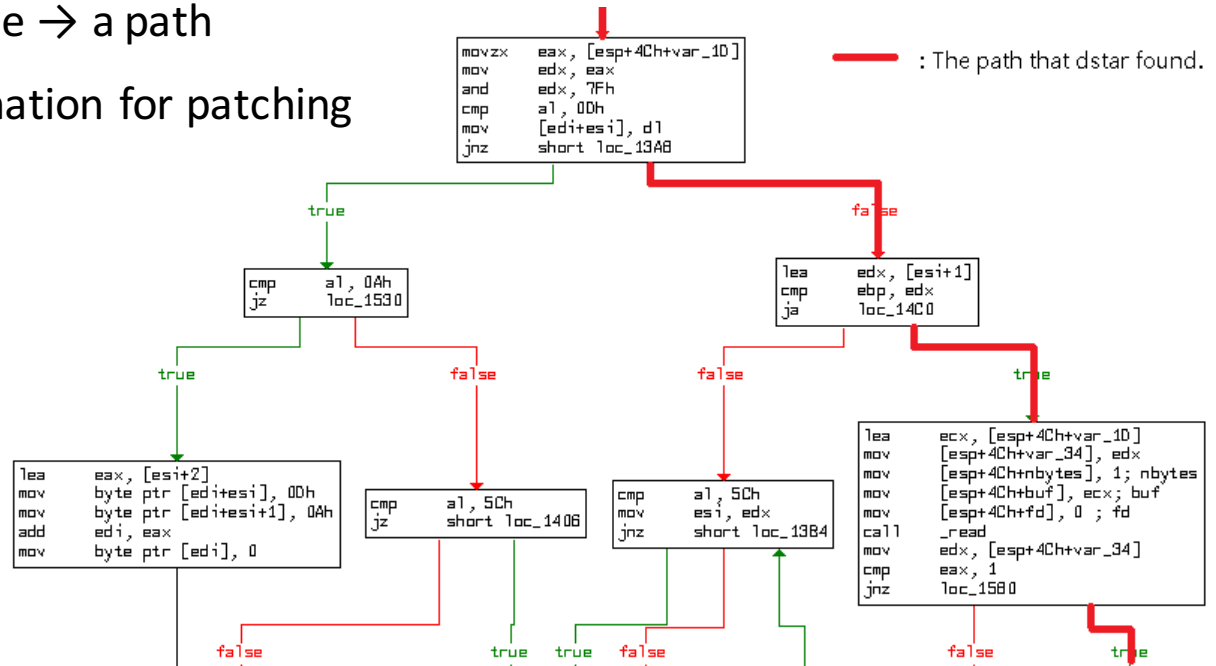 e → a path
nation for patching
: The path that dstar found.
movzx eax, [esp+4Ch+var_1D]
mov edx, eax
and edx, 7Fh
cmp al, 0Dh
mov [edi+esi], dl
jnz short loc_13A8
true
false
cmp al, 0Ah
jz loc_1530
lea edx, [esi+1]
cmp ebp, edx
ja loc_14C0
true
false
false
true
lea eax, [esi+2]
mov byte ptr [edi+esi], 0Dh
mov byte ptr [edi+esi+1], 0Ah
add edi, eax
mov byte ptr [edi], 0
cmp al, 5Ch
jz short loc_1406
cmp al, 5Ch
mov esi, edx
jnz short loc_13B4
lea ecx, [esp+4Ch+var_1D]
mov [esp+4Ch+var_34], edx
mov [esp+4Ch+nbytes], 1; nbytes
mov [esp+4Ch+buf], ecx; buf
mov [esp+4Ch+fd], 0 ; fd
call _read
mov edx, [esp+4Ch+var_34]
cmp eax, 1
jnz loc_1580
false
true
true
false
false
true